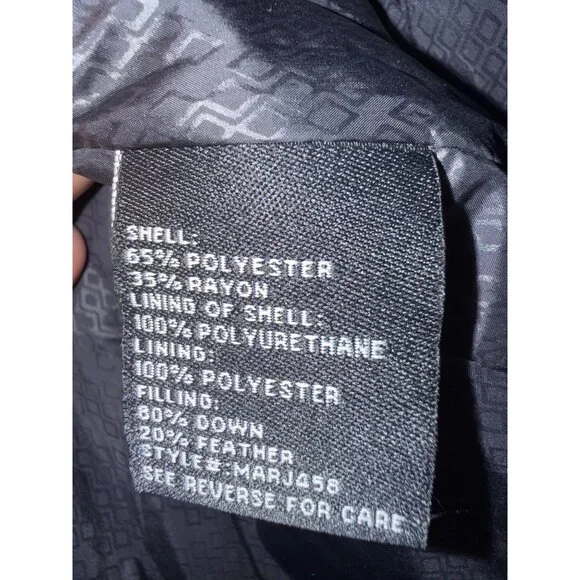 SHELL:
65% POLYESTER
35% RAYON
LINING OF SHELL:
100% POLYURETHANE
LINING:
100% POLYESTER
FILLING:
80% DOWN
20% FEATHER
STYLE#:MARJ458
SEE REVERSE FOR CARE